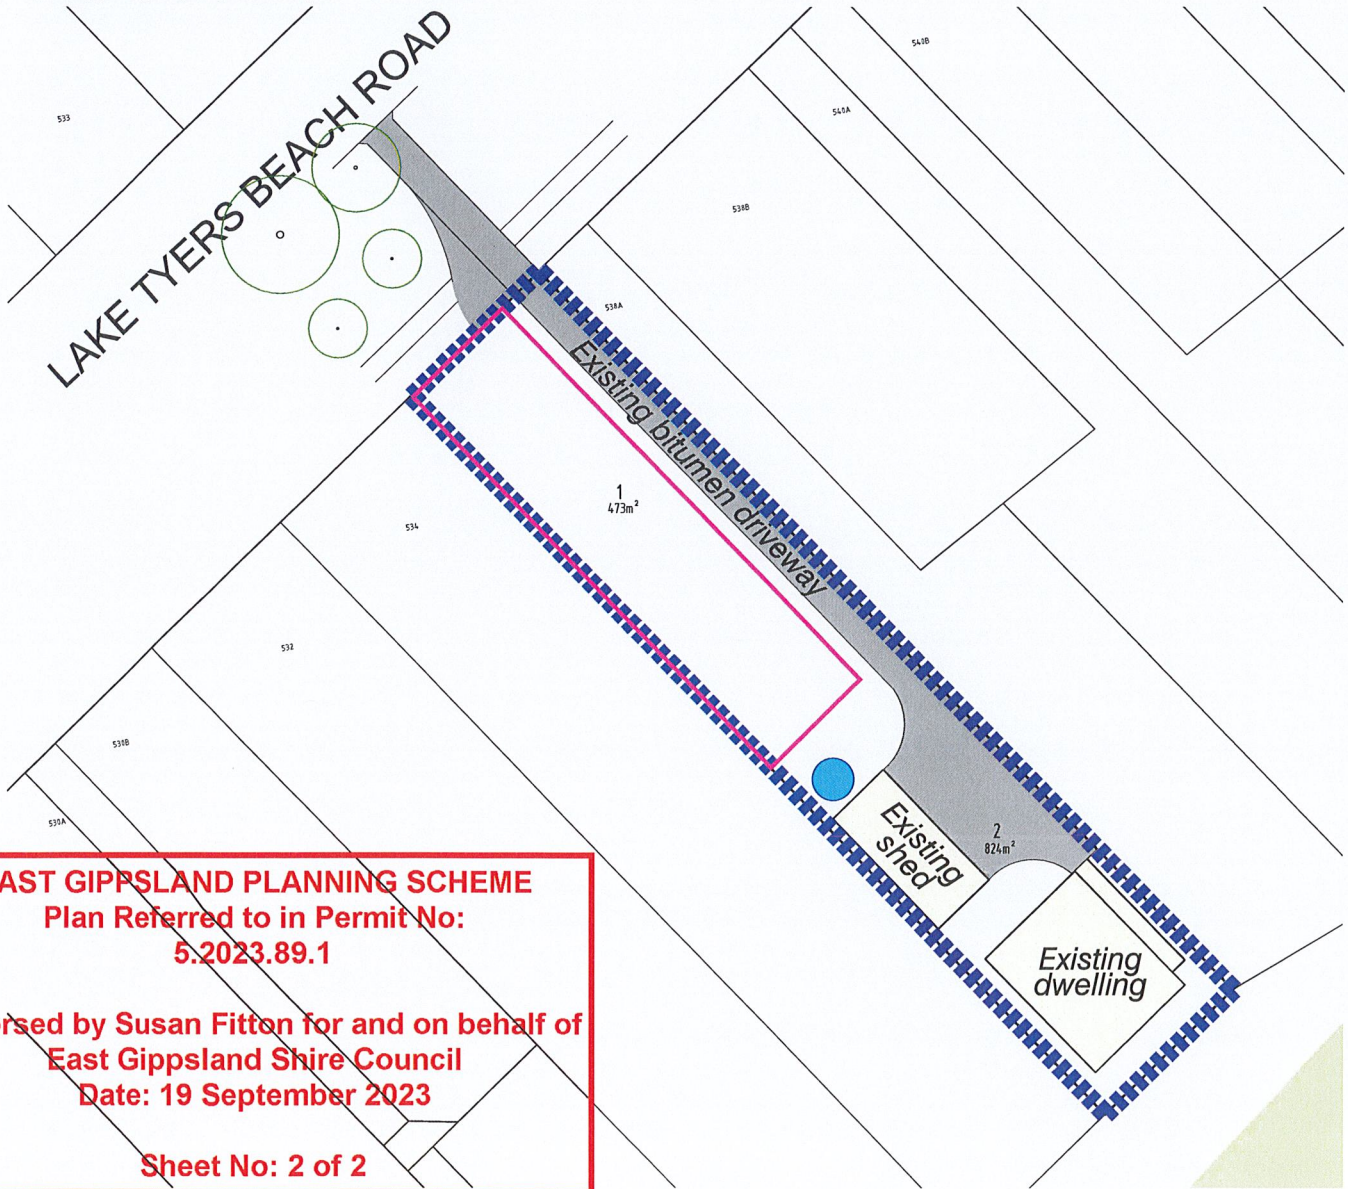 LAKE TYERS BEACH ROAD
533
540B
540A
538B
538A
Existing bitumen driveway
1
473m²
534
532
530B
530A
2
824m²
Existing
shed
Existing
dwelling
AST GIPPSLAND PLANNING SCHEME
Plan Referred to in Permit No:
5.2023.89.1
rsed by Susan Fitton for and on behalf of
East Gippsland Shire Council
Date: 19 September 2023
Sheet No: 2 of 2